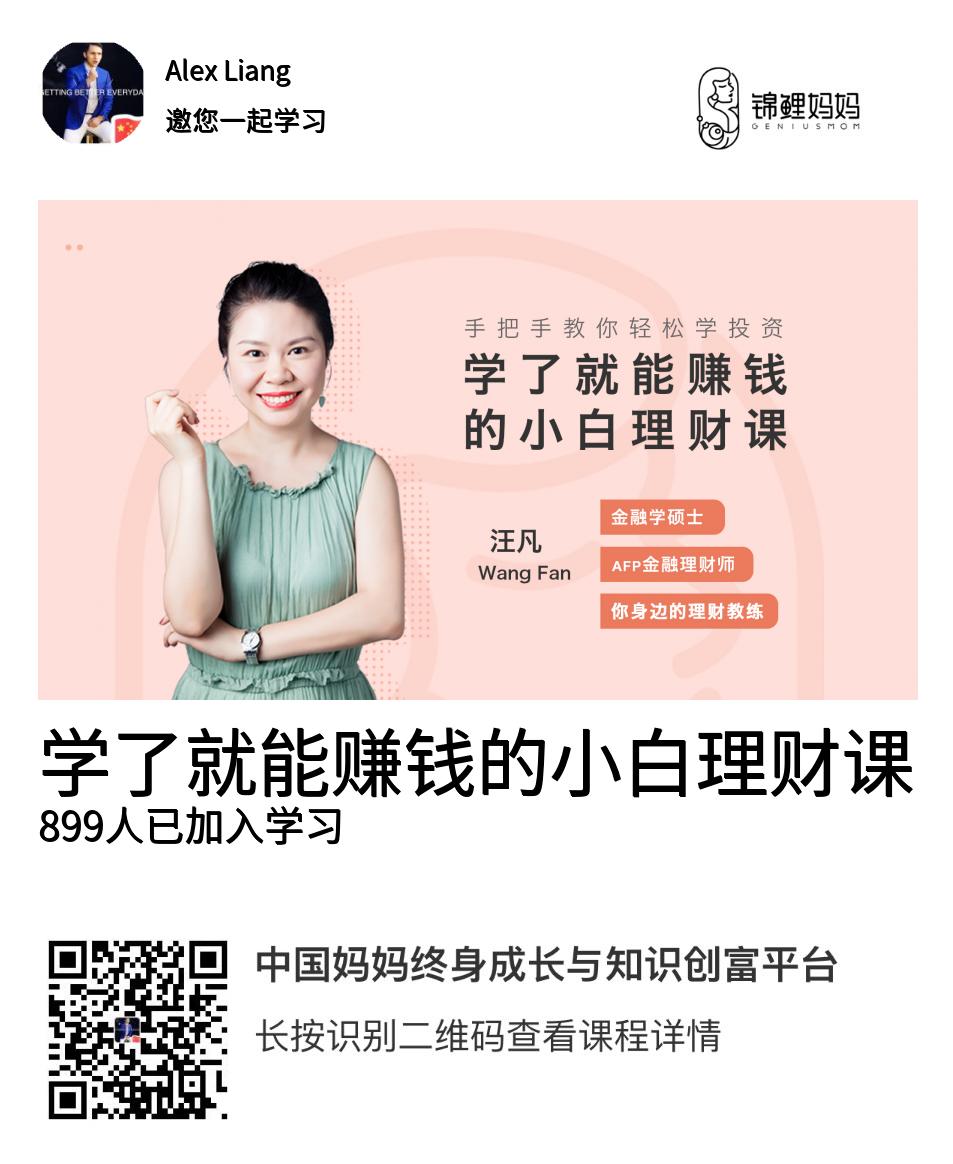 Alex Liang
邀您一起学习
GETTING BETTER EVERYDA
锦鲤妈妈
GENIUSMOM
手把手教你轻松学投资
学了就能赚钱
的小白理财课
汪凡
Wang Fan
金融学硕士
AFP金融理财师
你身边的理财教练
学了就能赚钱的小白理财课
899人已加入学习
中国妈妈终身成长与知识创富平台
长按识别二维码查看课程详情